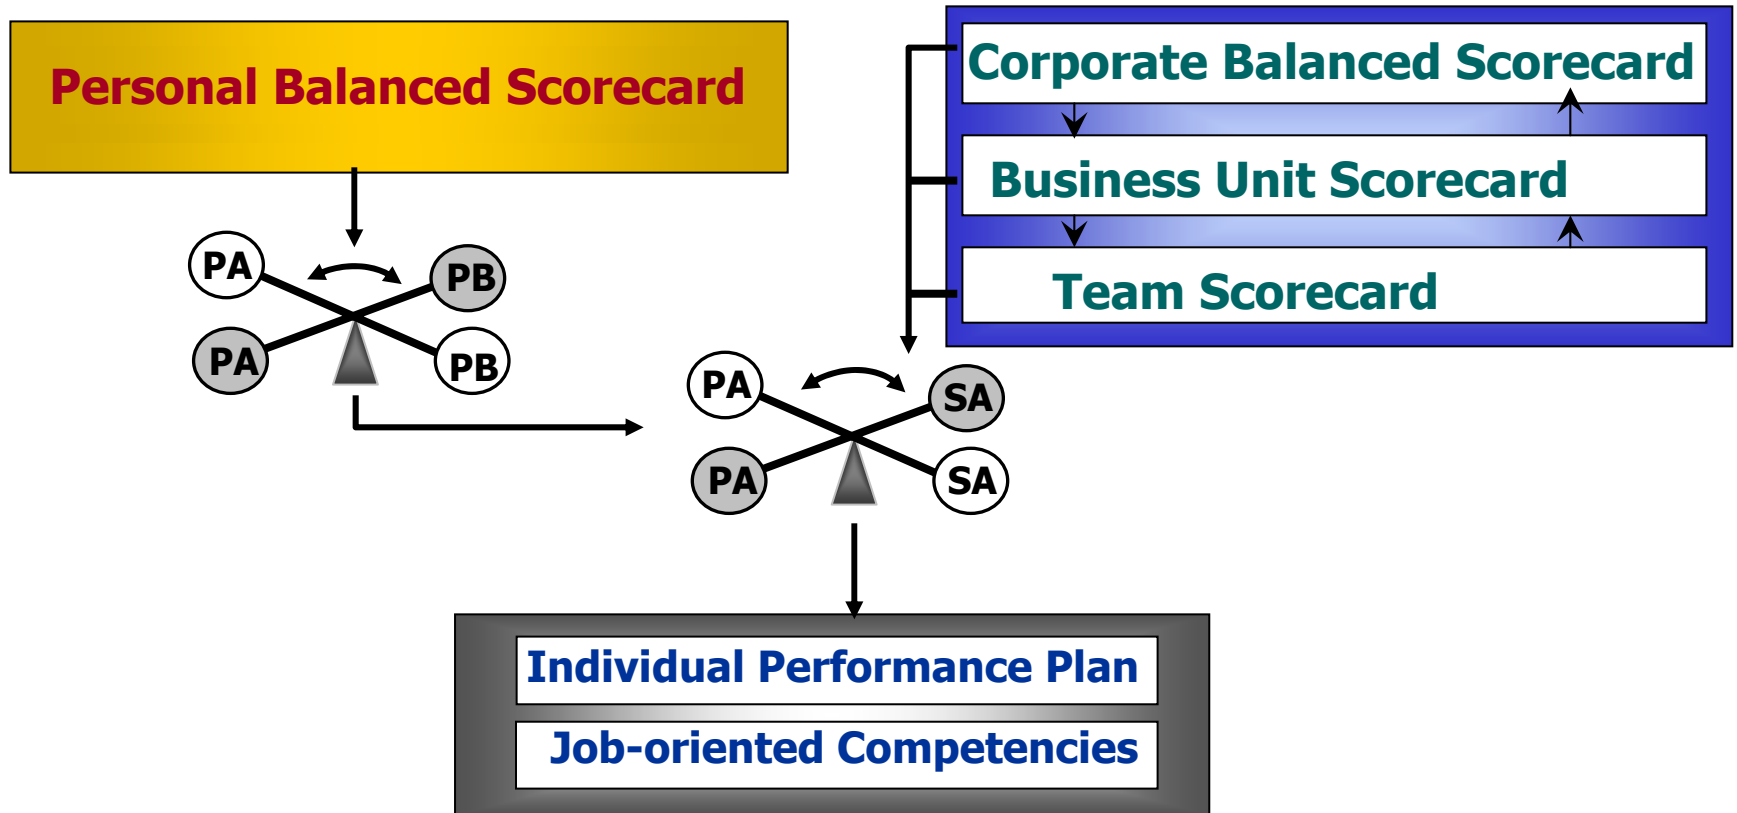 Personal Balanced Scorecard
Corporate Balanced Scorecard
Business Unit Scorecard
Team Scorecard
PA
PB
PA
PB
PA
SA
PA
SA
Individual Performance Plan
Job-oriented Competencies